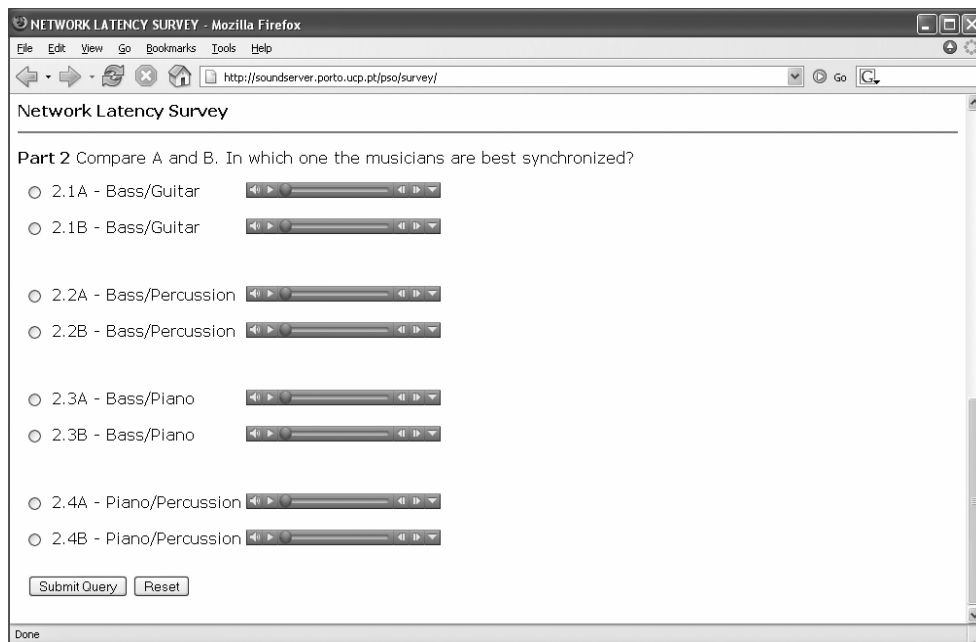 NETWORK LATENCY SURVEY - Mozilla Firefox
File Edit View Go Bookmarks Tools Help
http://soundserver.porto.ucp.pt/pso/survey/ Go G
Network Latency Survey
Part 2 Compare A and B. In which one the musicians are best synchronized?
2.1A - Bass/Guitar
2.1B - Bass/Guitar
2.2A - Bass/Percussion
2.2B - Bass/Percussion
2.3A - Bass/Piano
2.3B - Bass/Piano
2.4A - Piano/Percussion
2.4B - Piano/Percussion
Submit Query Reset
Done